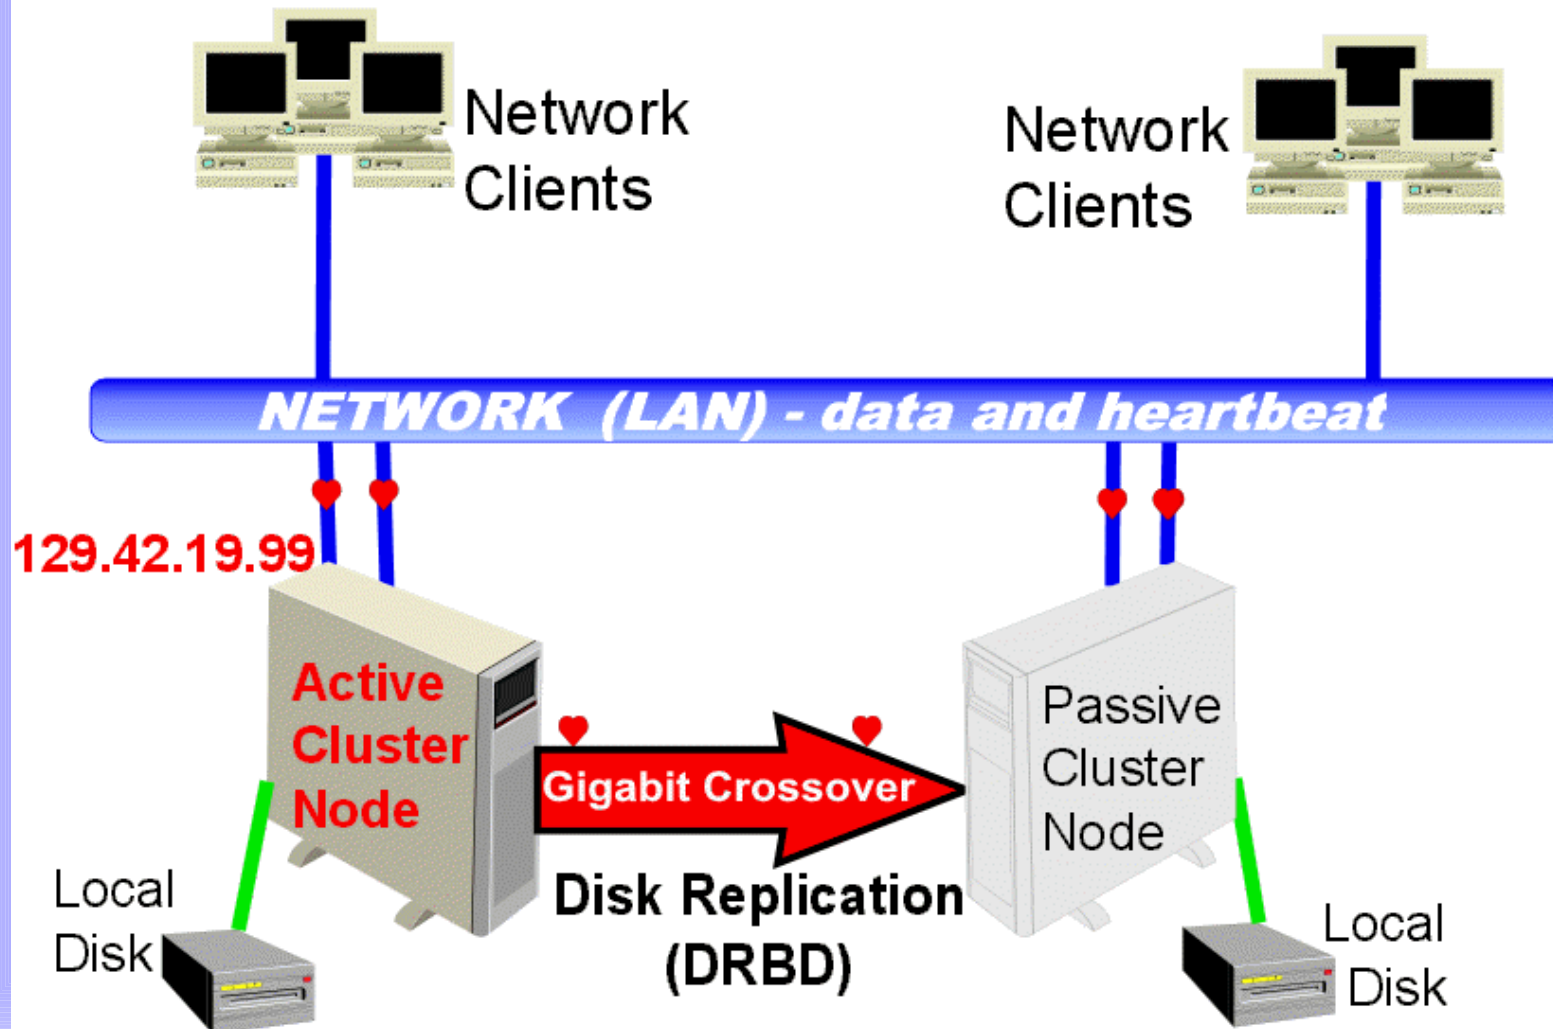 Network
Clients
Network
Clients
NETWORK (LAN) - data and heartbeat
129.42.19.99
Active
Cluster
Node
Gigabit Crossover
Passive
Cluster
Node
Disk Replication
(DRBD)
Local
Disk
Local
Disk